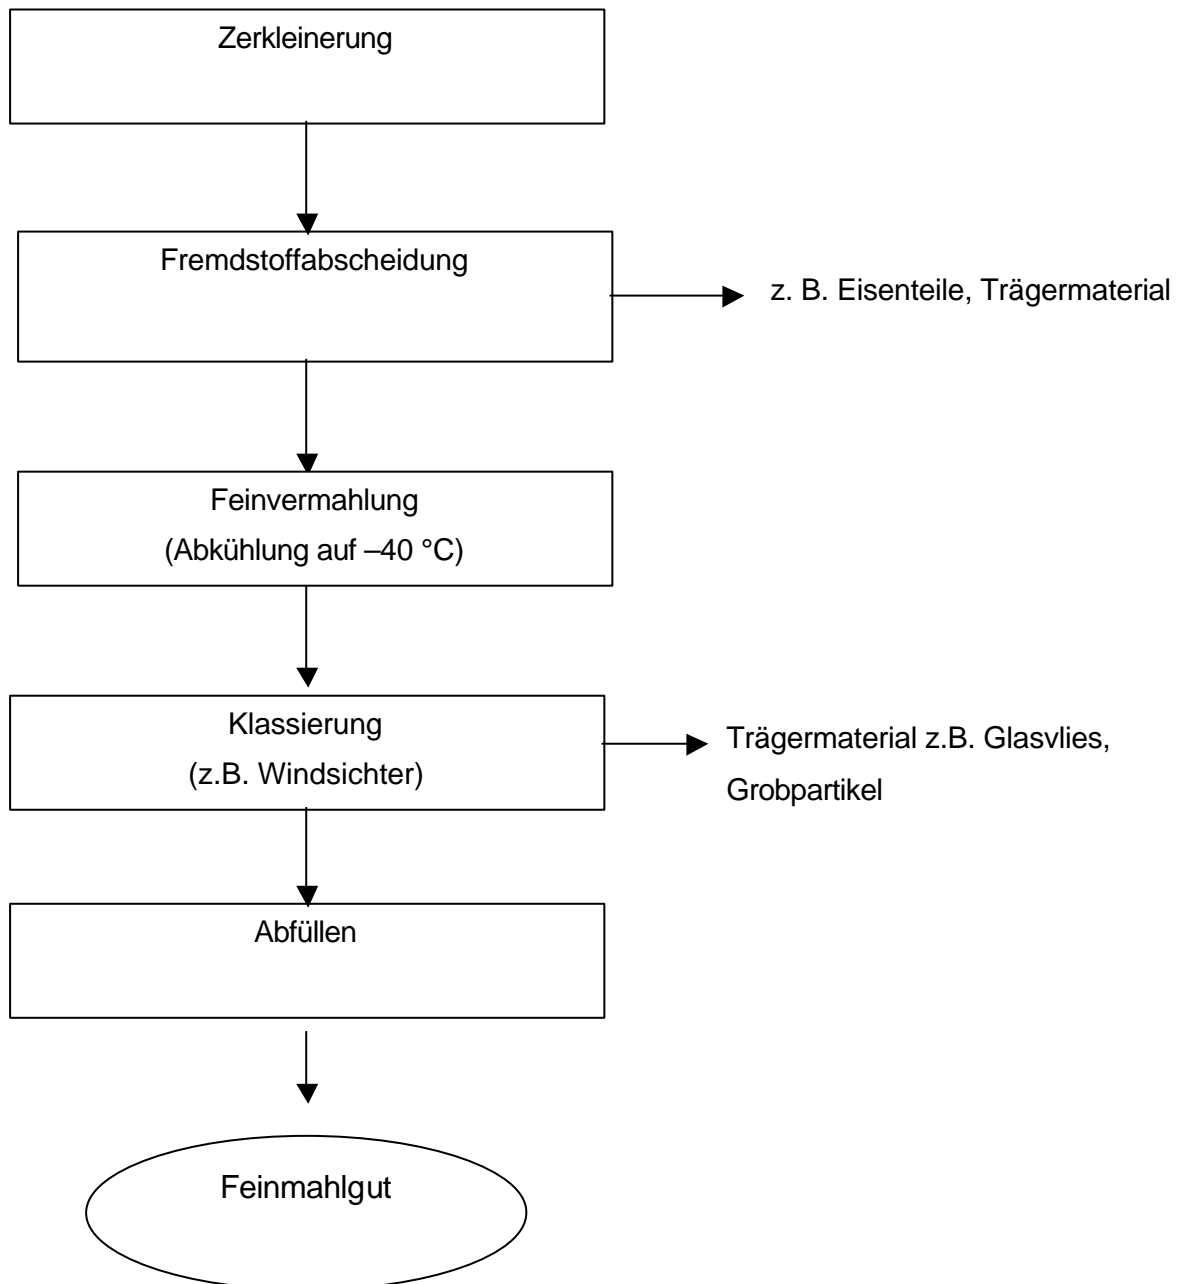 Zerkleinerung
Fremdstoffabscheidung
z. B. Eisenteile, Trägermaterial
Feinvermahlung
(Abkühlung auf –40 °C)
Klassierung
(z.B. Windsichter)
Trägermaterial z.B. Glasvlies,
Grobpartikel
Abfüllen
Feinmahlgut